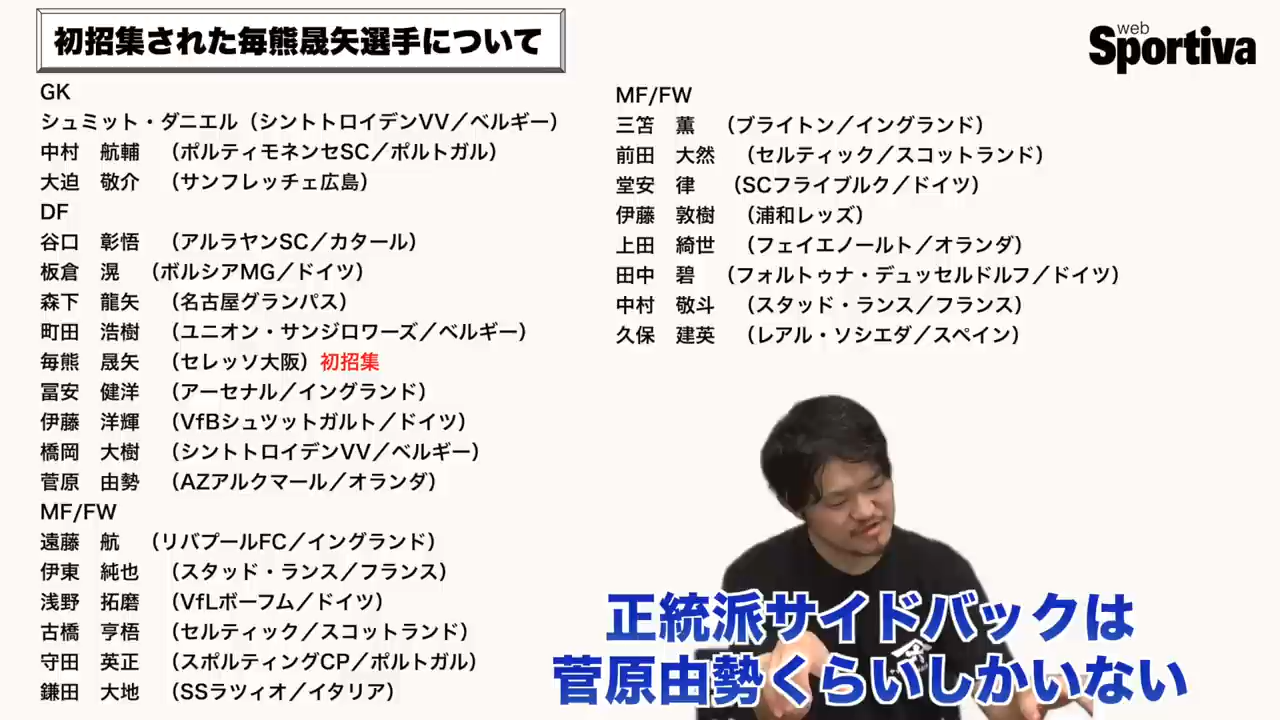 初招集された毎熊晟矢選手について
web
Sportiva
GK
シュミット・ダニエル（シントトロイデンVV／ベルギー）
中村　航輔　（ポルティモネンセSC／ポルトガル）
大迫　敬介　（サンフレッチェ広島）
DF
谷口　彰悟　（アルラヤンSC／カタール）
板倉　滉　（ボルシアMG／ドイツ）
森下　龍矢　（名古屋グランパス）
町田　浩樹　（ユニオン・サンジロワーズ／ベルギー）
毎熊　晟矢　（セレッソ大阪）初招集
冨安　健洋　（アーセナル／イングランド）
伊藤　洋輝　（VfBシュツットガルト／ドイツ）
橋岡　大樹　（シントトロイデンVV／ベルギー）
菅原　由勢　（AZアルクマール／オランダ）
MF/FW
遠藤　航　（リバプールFC／イングランド）
伊東　純也　（スタッド・ランス／フランス）
浅野　拓磨　（VfLボーフム／ドイツ）
古橋　亨梧　（セルティック／スコットランド）
守田　英正　（スポルティングCP／ポルトガル）
鎌田　大地　（SSラツィオ／イタリア）
MF/FW
三笘　薫　（ブライトン／イングランド）
前田　大然　（セルティック／スコットランド）
堂安　律　（SCフライブルク／ドイツ）
伊藤　敦樹　（浦和レッズ）
上田　綺世　（フェイエノールト／オランダ）
田中　碧　（フォルトゥナ・デュッセルドルフ／ドイツ）
中村　敬斗　（スタッド・ランス／フランス）
久保　建英　（レアル・ソシエダ／スペイン）
正統派サイドバックは
菅原由勢くらいしかいない